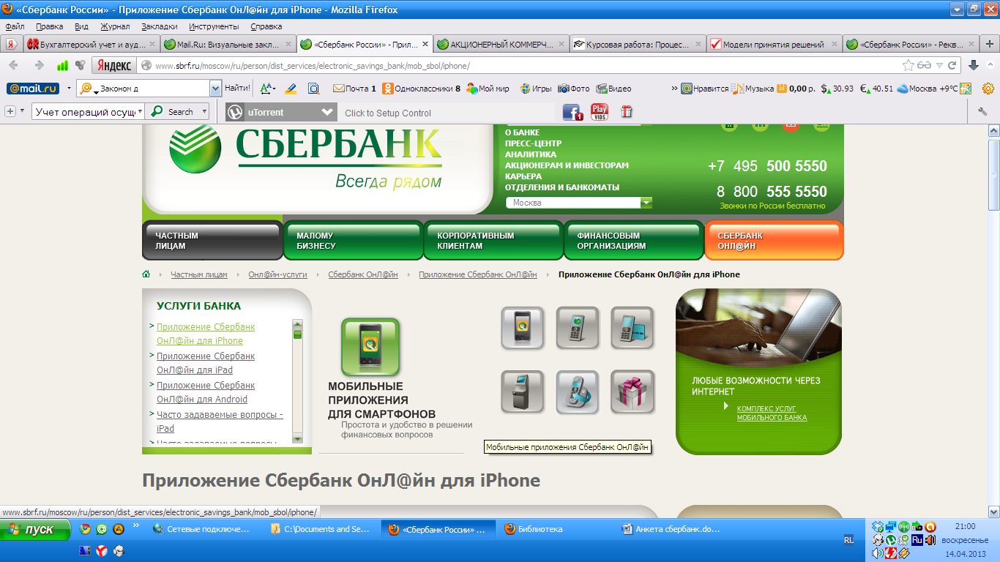 «Сбербанк России» - Приложение Сбербанк ОнЛ@йн для iPhone - Mozilla Firefox
Файл Правка Вид Журнал Закладки Инструменты Справка
Я Бухгалтерский учет и ауд... Mail.Ru: Визуальные закл... «Сбербанк России» - Прил... АКЦИОНЕРНЫЙ КОММЕРЧ... Курсовая работа: Процес... Модели принятия решений «Сбербанк России» - Рекв...
Яндекс www.sbrf.ru/moscow/ru/person/dist_services/electronic_savings_bank/mob_sbol/iphone/
@mail.ru Законом д Найти! Почта 1 Одноклассники 8 Мой мир Игры Фото Видео » Нравится Музыка 0,00 р. $ 30.93 € 40.51 Москва +9°C
Учет операций осущ Search uTorrent Click to Setup Control 1 Play VIDS
СБЕРБАНК
Всегда рядом
О БАНКЕ
ПРЕСС-ЦЕНТР
АНАЛИТИКА
АКЦИОНЕРАМ И ИНВЕСТОРАМ
КАРЬЕРА
ОТДЕЛЕНИЯ И БАНКОМАТЫ
Москва
+7 495 500 5550
8 800 555 5550
Звонки по России бесплатно
ЧАСТНЫМ
ЛИЦАМ
МАЛОМУ
БИЗНЕСУ
КОРПОРАТИВНЫМ
КЛИЕНТАМ
ФИНАНСОВЫМ
ОРГАНИЗАЦИЯМ
СБЕРБАНК
ОНЛ@ЙН
Частным лицам Онл@йн-услуги Сбербанк ОнЛ@йн Приложение Сбербанк ОнЛ@йн Приложение Сбербанк ОнЛ@йн для iPhone
УСЛУГИ БАНКА
Приложение Сбербанк
ОнЛ@йн для iPhone
Приложение Сбербанк
ОнЛ@йн для iPad
Приложение Сбербанк
ОнЛ@йн для Android
Часто задаваемые вопросы -
iPad
Часто задаваемые вопросы
МОБИЛЬНЫЕ
ПРИЛОЖЕНИЯ
ДЛЯ СМАРТФОНОВ
Простота и удобство в решении
финансовых вопросов
Мобильные приложения Сбербанк ОнЛ@йн
ЛЮБЫЕ ВОЗМОЖНОСТИ ЧЕРЕЗ
ИНТЕРНЕТ
КОМПЛЕКС УСЛУГ
МОБИЛЬНОГО БАНКА
Приложение Сбербанк ОнЛ@йн для iPhone
www.sbrf.ru/moscow/ru/person/dist_services/electronic_savings_bank/mob_sbol/iphone/
пуск » Сетевые подключе... C:\Documents and Se... «Сбербанк России» ... Библиотека Анкета сбербанк.do... RU Ru
21:00
воскресенье
14.04.2013